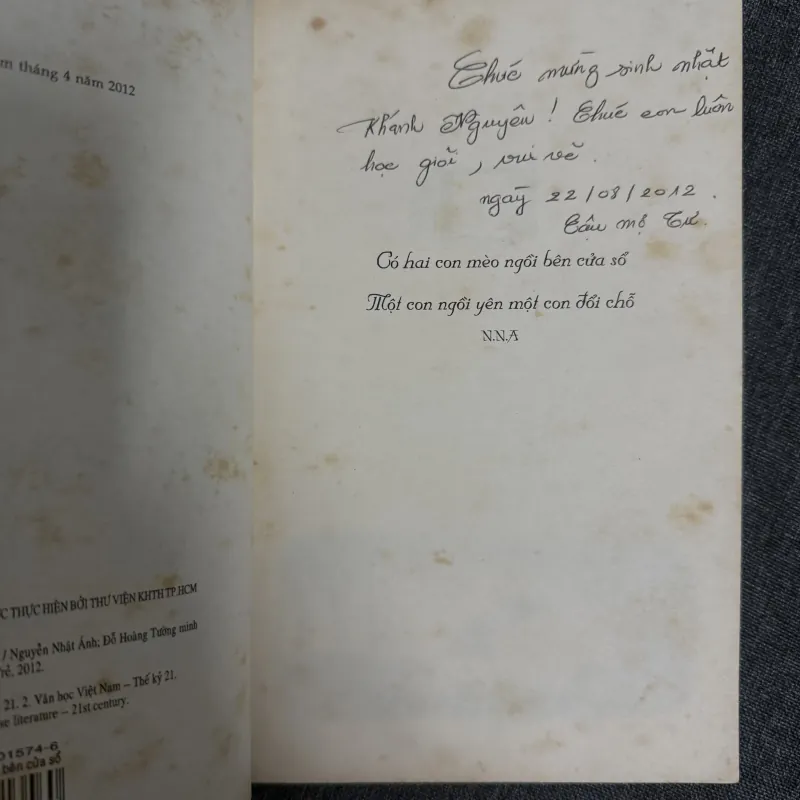 m tháng 4 năm 2012
Chúc mừng sinh nhật
Khánh Nguyên! Chúc con luôn
học giỏi, vui vẻ.
ngày 22/08/2012.
Cậu mợ Tư.
Có hai con mèo ngồi bên cửa sổ
Một con ngồi yên một con đổi chỗ
N.N.A
C THỰC HIỆN BỞI THƯ VIỆN KHTH TP.HCM
/ Nguyễn Nhật Ánh; Đỗ Hoàng Tường minh
rẻ, 2012.
21. 2. Văn học Việt Nam – Thế kỷ 21.
se literature – 21st century.
01574-6
bên cửa sổ